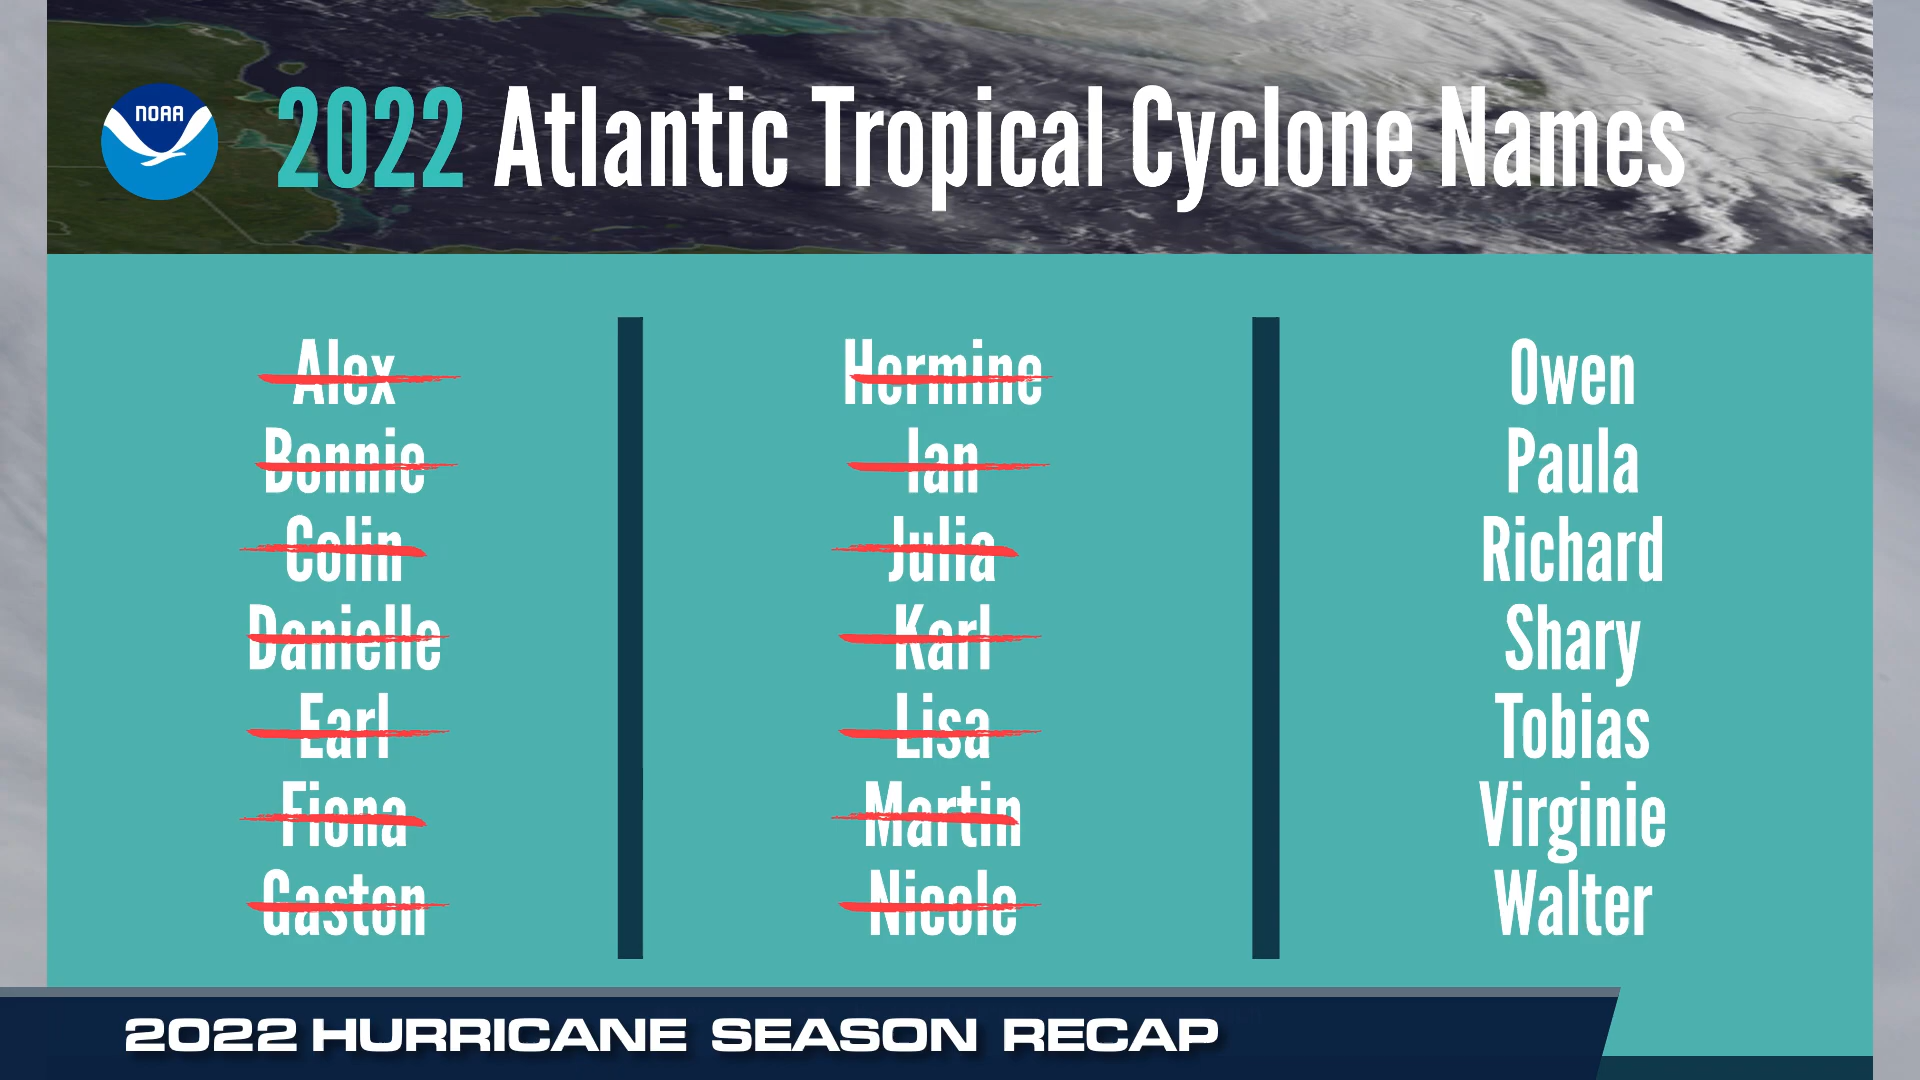 NOAA
2022 Atlantic Tropical Cyclone Names
Alex
Bonnie
Colin
Danielle
Earl
Fiona
Gaston
Hermine
Ian
Julia
Karl
Lisa
Martin
Nicole
Owen
Paula
Richard
Shary
Tobias
Virginie
Walter
2022 HURRICANE SEASON RECAP